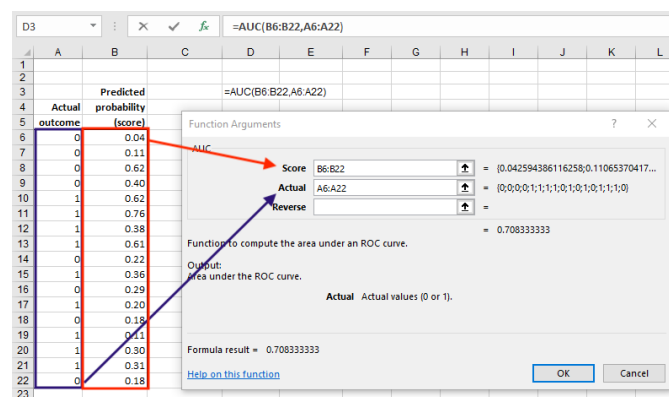 D3 fx =AUC(B6:B22,A6:A22)
A B C D E F G H I J K L
1
2
3 Predicted =AUC(B6:B22,A6:A22)
4 Actual probability
5 outcome (score)
6 0 0.04
7 0 0.11
8 0 0.62
9 0 0.40
10 1 0.62
11 1 0.76
12 1 0.38
13 1 0.61
14 0 0.22
15 1 0.36
16 0 0.29
17 1 0.20
18 0 0.18
19 1 0.11
20 1 0.30
21 1 0.31
22 0 0.18
23
Function Arguments ? ×
AUC
Score B6:B22 = {0.042594386116258;0.11065370417...
Actual A6:A22 = {0;0;0;0;1;1;1;1;0;1;0;1;0;1;1;1;0}
Reverse =
= 0.708333333
Function to compute the area under an ROC curve.
Output:
Area under the ROC curve.
Actual Actual values (0 or 1).
Formula result = 0.708333333
Help on this function
OK Cancel